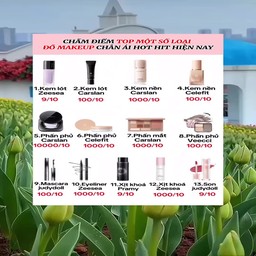 CHẤM ĐIỂM TOP MỘT SỐ LOẠI
ĐỒ MAKEUP CHÂN ÁI HOT HIT HIỆN NAY
1.Kem lót
Zeesea
9/10
2.Kem lót
Carslan
100/10
3.Kem nền
Carslan
1000/10
4.Kem nền
Celefit
100/10
5.Phấn phủ
Carslan
10000/10
6.Phấn phủ
Celefit
100/10
7.Phấn mắt
Carslan
1000/10
8.Phấn phủ
Yeecci
100/10
9.Mascara
judydoll
100/10
10.Eyeliner
Zeesea
1000/10
11.Xịt khoá
Pramy
9/10
12.Xịt khoá
Zeesea
1000/10
13.Son
judydoll
9/10